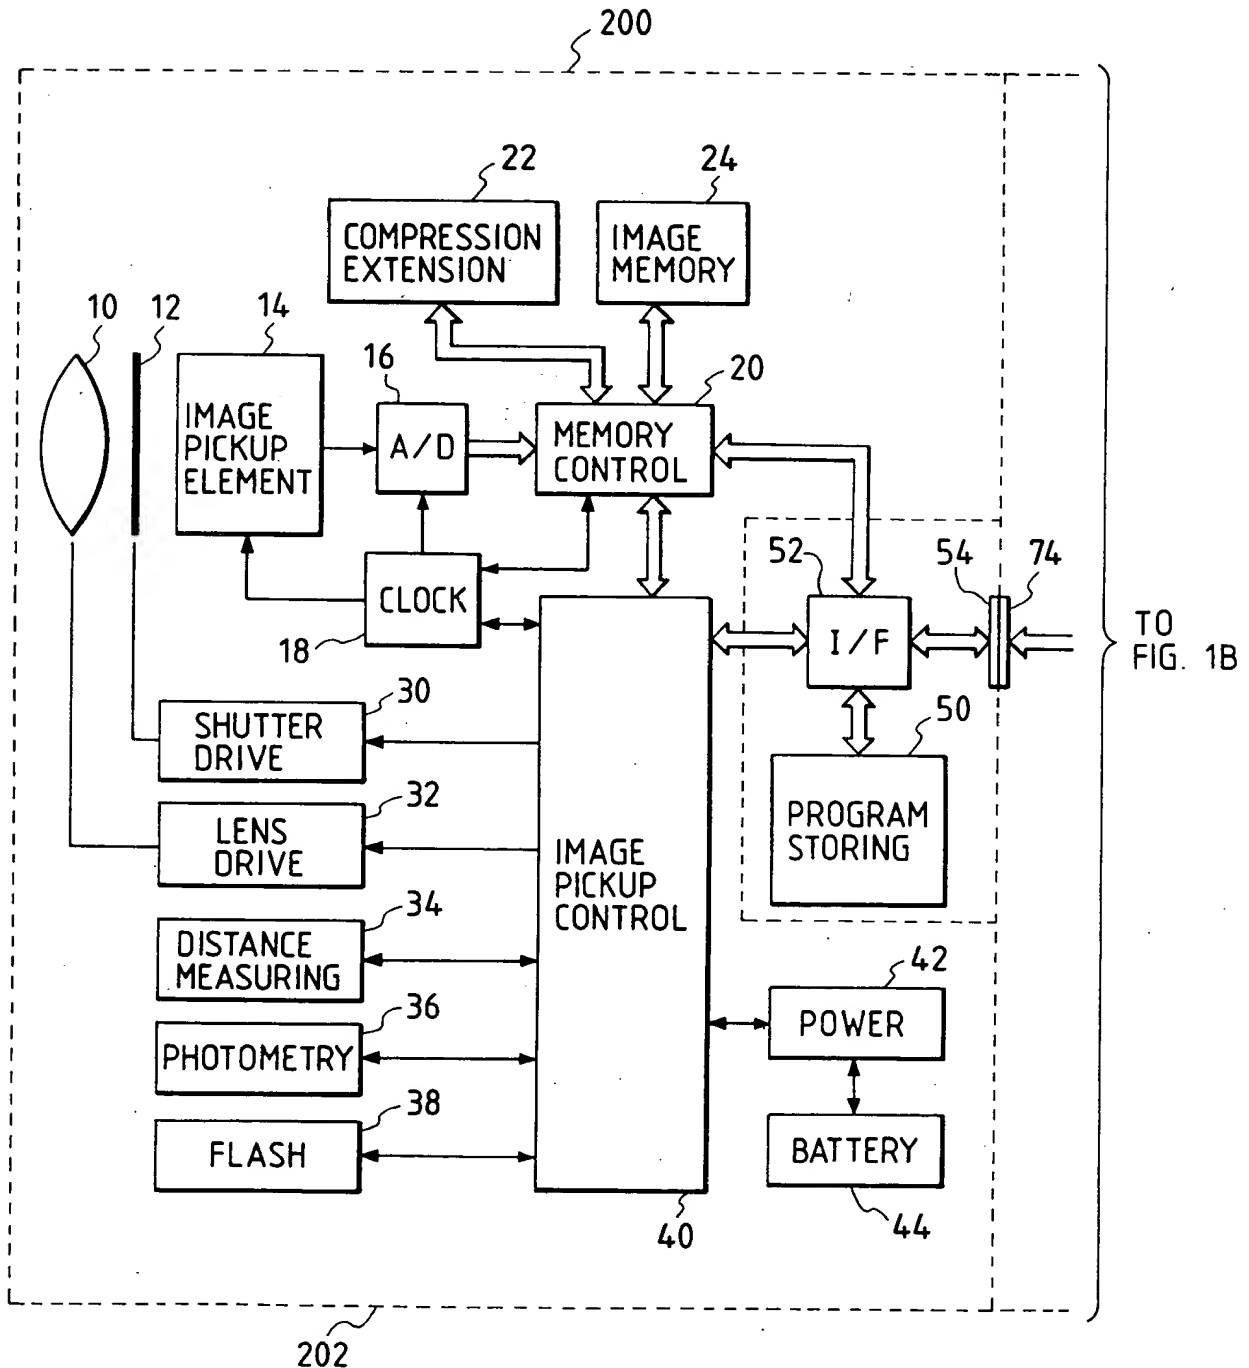 200
22
24
COMPRESSION
EXTENSION
IMAGE
MEMORY
10
12
14
16
20
IMAGE
PICKUP
ELEMENT
A/D
MEMORY
CONTROL
52
54
74
CLOCK
18
I/F
TO
FIG. 1B
30
SHUTTER
DRIVE
50
32
LENS
DRIVE
PROGRAM
STORING
IMAGE
PICKUP
CONTROL
34
DISTANCE
MEASURING
42
36
POWER
PHOTOMETRY
38
FLASH
BATTERY
40
44
202